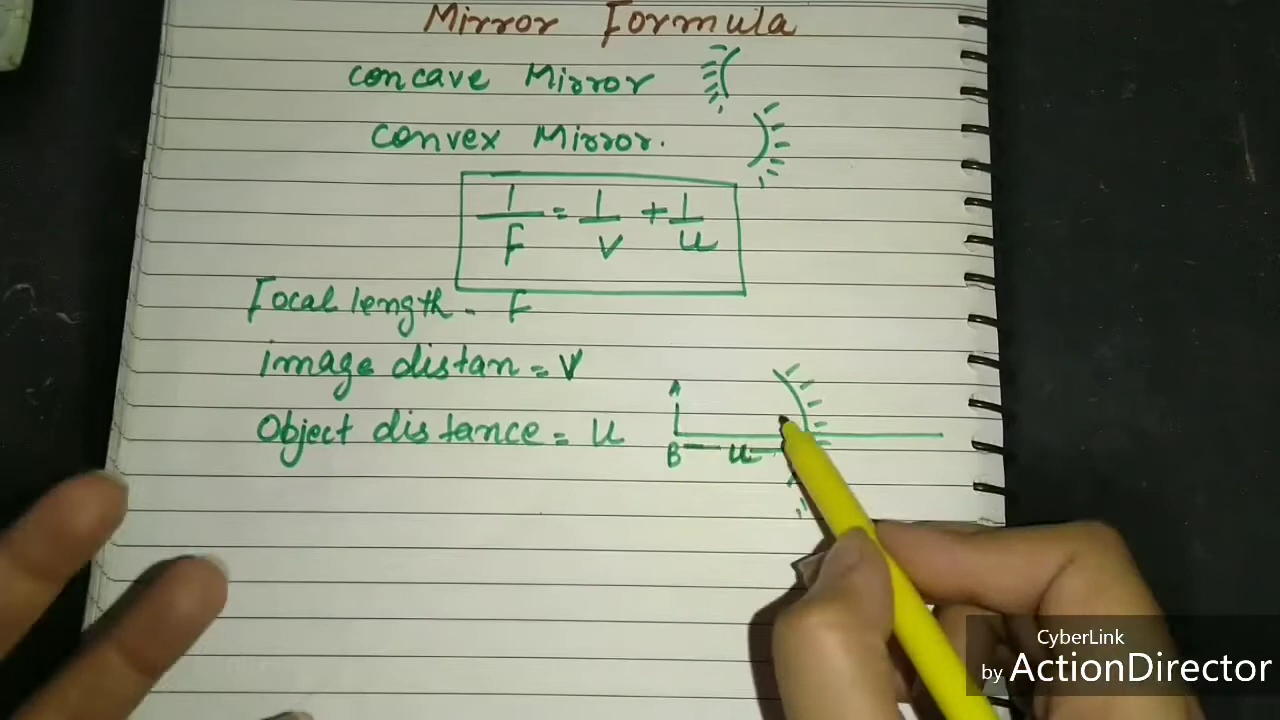 Mirror Formula
concave Mirror
convex Mirror.
1/F = 1/V + 1/u
Focal length - F
image distan = V
Object distance = u
B u
CyberLink
by ActionDirector